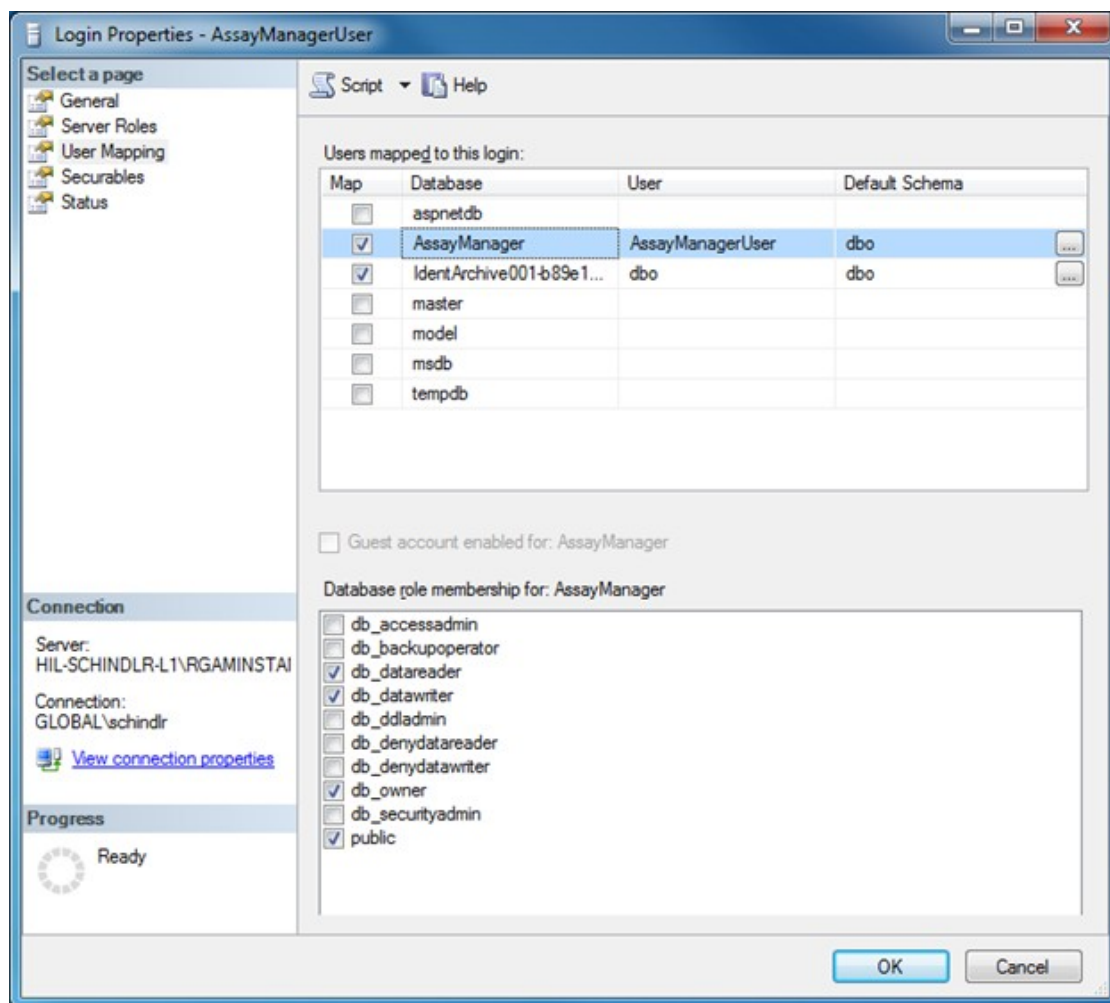 Login Properties - AssayManagerUser
Select a page
General
Server Roles
User Mapping
Securables
Status
Script Help
Users mapped to this login:
Map Database User Default Schema
aspnetdb
AssayManager AssayManagerUser dbo ...
IdentArchive001-b89e1... dbo dbo ...
master
model
msdb
tempdb
Guest account enabled for: AssayManager
Database role membership for: AssayManager
db_accessadmin
db_backupoperator
db_datareader
db_datawriter
db_ddladmin
db_denydatareader
db_denydatawriter
db_owner
db_securityadmin
public
Connection
Server:
HIL-SCHINDLR-L1\RGAMINSTAI
Connection:
GLOBAL\schindlr
View connection properties
Progress
Ready
OK Cancel